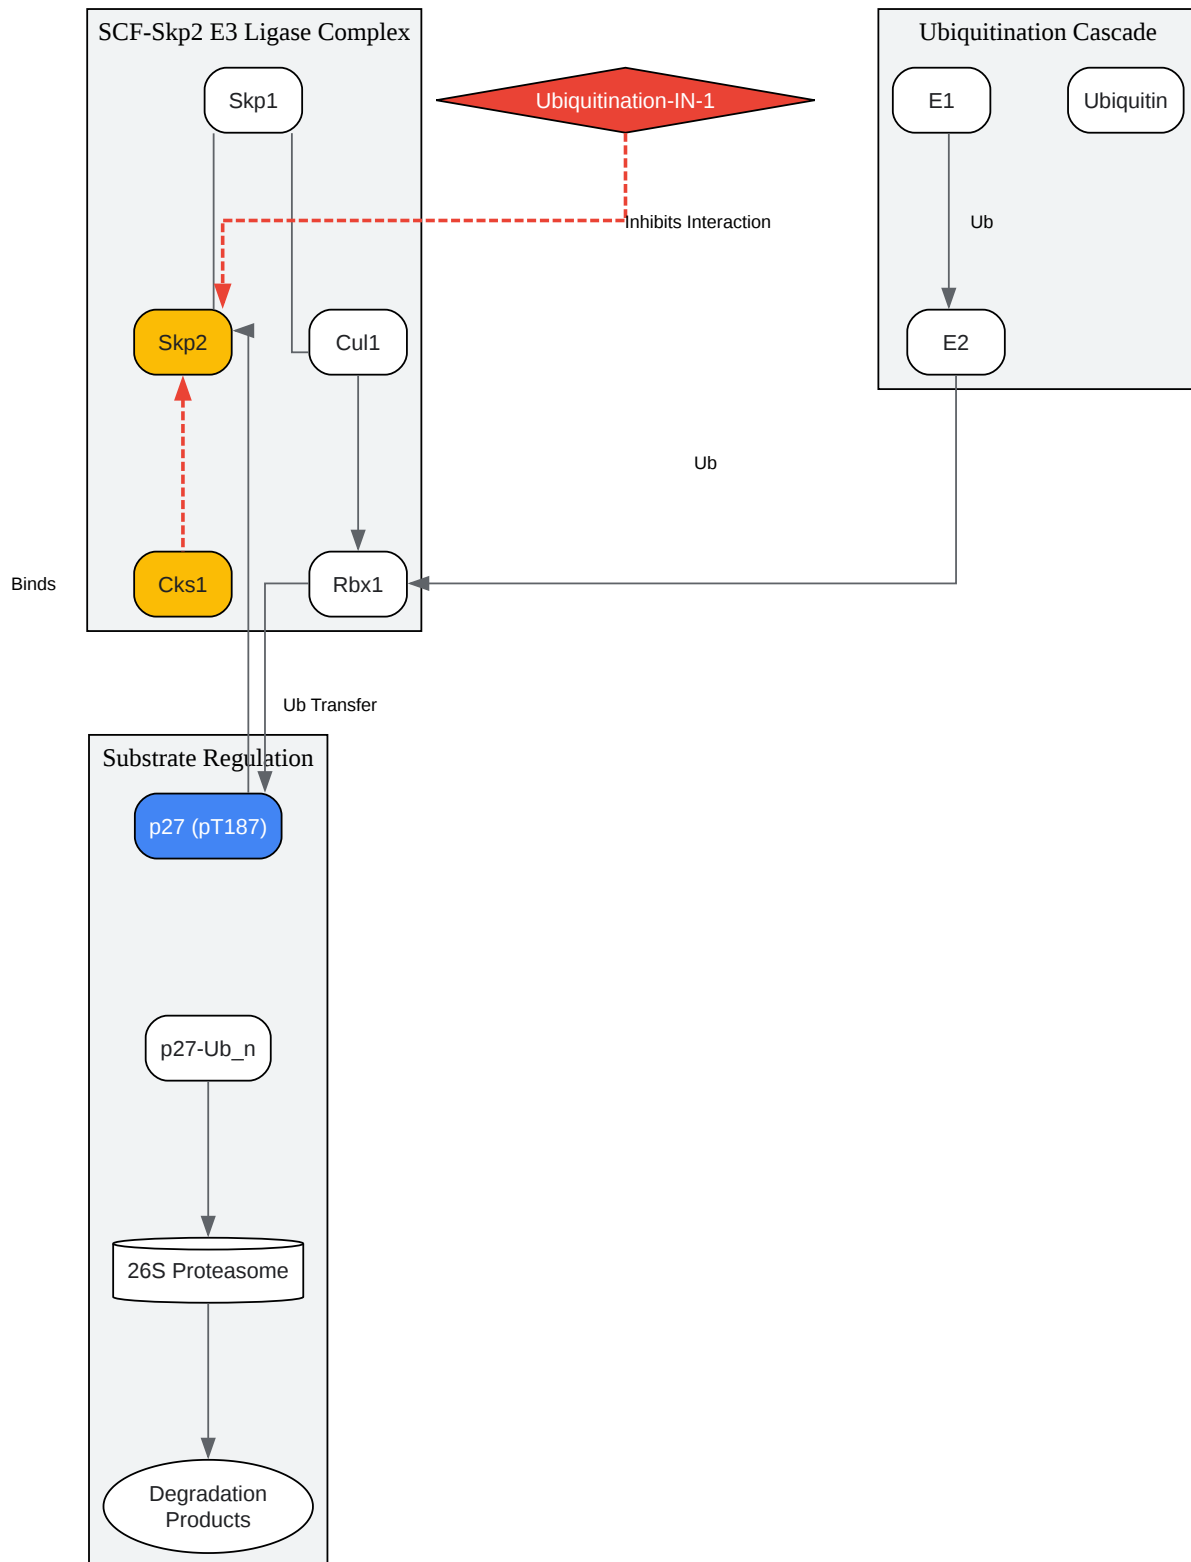 SCF-Skp2 E3 Ligase Complex
Ubiquitination Cascade
Skp1
Ubiquitination-IN-1
E1
Ubiquitin
Inhibits Interaction
Ub
Skp2
Cul1
E2
Ub
Binds
Cks1
Rbx1
Ub Transfer
Substrate Regulation
p27 (pT187)
p27-Ub_n
26S Proteasome
Degradation
Products